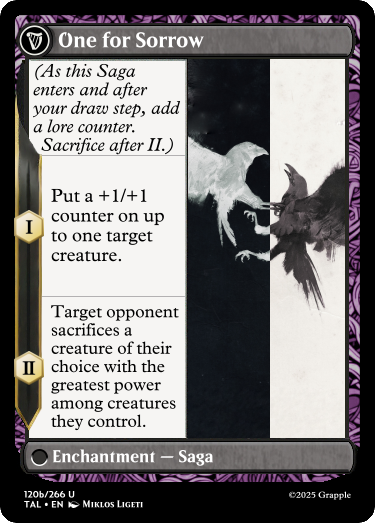 One for Sorrow
(As this Saga
enters and after
your draw step, add
a lore counter.
Sacrifice after II.)
I
Put a +1/+1
counter on up
to one target
creature.
II
Target opponent
sacrifices a
creature of their
choice with the
greatest power
among creatures
they control.
Enchantment — Saga
120b/266 U
TAL • EN Miklos Ligeti
©2025 Grapple